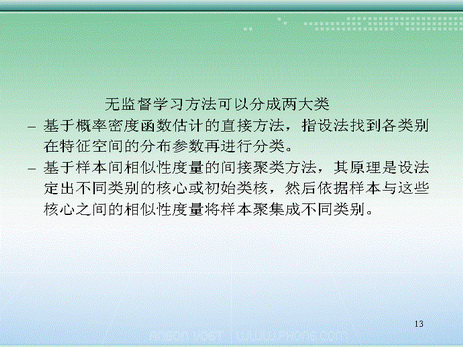 无监督学习方法可以分成两大类
– 基于概率密度函数估计的直接方法，指设法找到各类别
在特征空间的分布参数再进行分类。
– 基于样本间相似性度量的间接聚类方法，其原理是设法
定出不同类别的核心或初始类核，然后依据样本与这些
核心之间的相似性度量将样本聚集成不同类别。
13